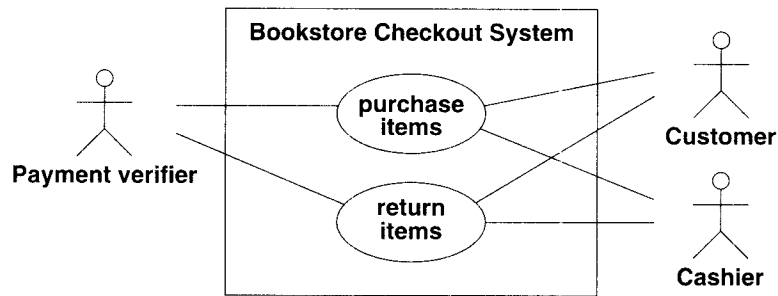 Bookstore Checkout System
purchase
items
Customer
Payment verifier
return
items
Cashier